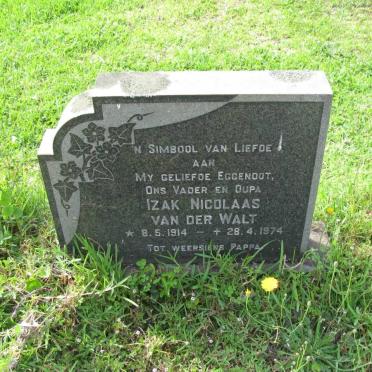 'N Simbool van Liefde
aan
My geliefde Eggenoot,
Ons Vader en Oupa
Izak Nicolaas
van der Walt
* 8.5.1914 - + 28.4.1974
Tot weersiens Pappa